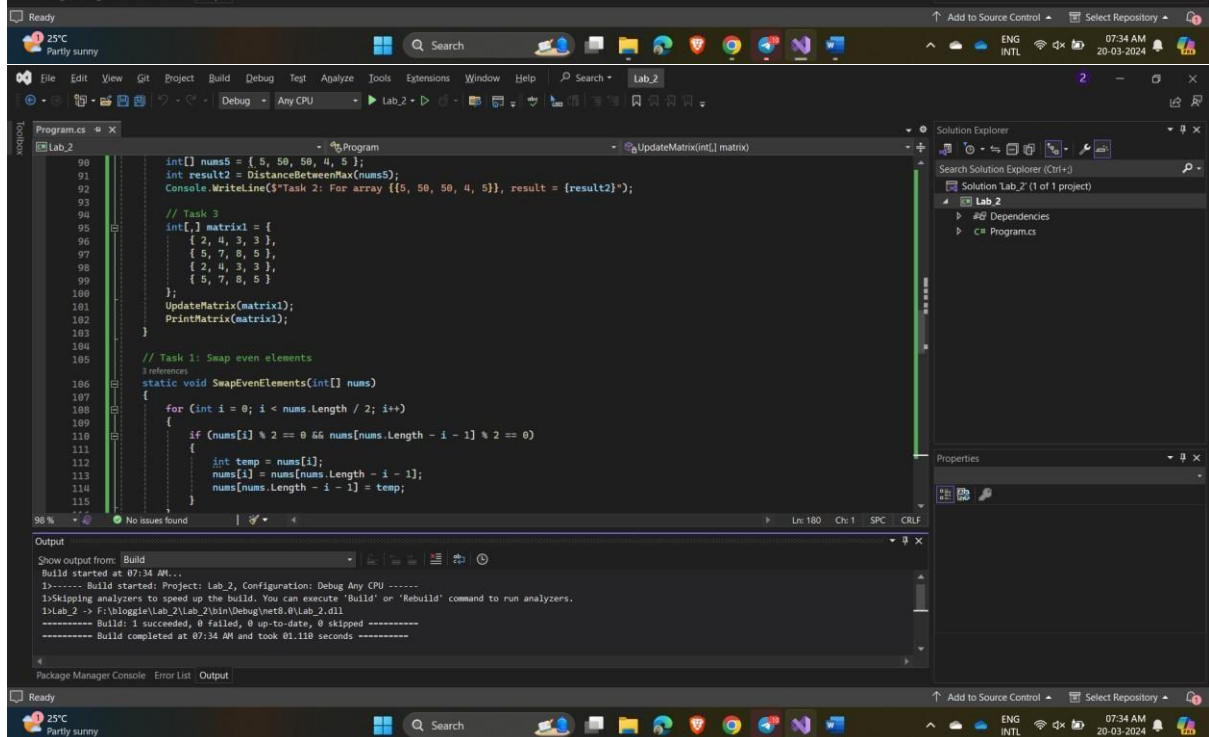 Ready
Add to Source Control
Select Repository
25°C
Partly sunny
Search
ENG
INTL
07:34 AM
20-03-2024
File Edit View Git Project Build Debug Test Analyze Tools Extensions Window Help Search Lab_2
2
Debug Any CPU Lab_2
Toolbox
Program.cs
Lab_2 Program UpdateMatrix(int[,] matrix)
90 int[] nums5 = { 5, 50, 50, 4, 5 };
91 int result2 = DistanceBetweenMax(nums5);
92 Console.WriteLine($"Task 2: For array {{5, 50, 50, 4, 5}}, result = {result2}");
93
94 // Task 3
95 int[,] matrix1 = {
96 { 2, 4, 3, 3 },
97 { 5, 7, 8, 5 },
98 { 2, 4, 3, 3 },
99 { 5, 7, 8, 5 }
100 };
101 UpdateMatrix(matrix1);
102 PrintMatrix(matrix1);
103 }
104
105 // Task 1: Swap even elements
3 references
106 static void SwapEvenElements(int[] nums)
107 {
108 for (int i = 0; i < nums.Length / 2; i++)
109 {
110 if (nums[i] % 2 == 0 && nums[nums.Length - i - 1] % 2 == 0)
111 {
112 int temp = nums[i];
113 nums[i] = nums[nums.Length - i - 1];
114 nums[nums.Length - i - 1] = temp;
115 }
98 % No issues found Ln: 180 Ch: 1 SPC CRLF
Solution Explorer
Search Solution Explorer (Ctrl+;)
Solution 'Lab_2' (1 of 1 project)
Lab_2
Dependencies
C# Program.cs
Properties
Output
Show output from: Build
Build started at 07:34 AM...
1>------ Build started: Project: Lab_2, Configuration: Debug Any CPU ------
1>Skipping analyzers to speed up the build. You can execute 'Build' or 'Rebuild' command to run analyzers.
1>Lab_2 -> F:\bloggie\Lab_2\Lab_2\bin\Debug\net8.0\Lab_2.dll
========== Build: 1 succeeded, 0 failed, 0 up-to-date, 0 skipped ==========
========== Build completed at 07:34 AM and took 01.110 seconds ==========
Package Manager Console Error List Output
Ready
Add to Source Control
Select Repository
25°C
Partly sunny
Search
ENG
INTL
07:34 AM
20-03-2024